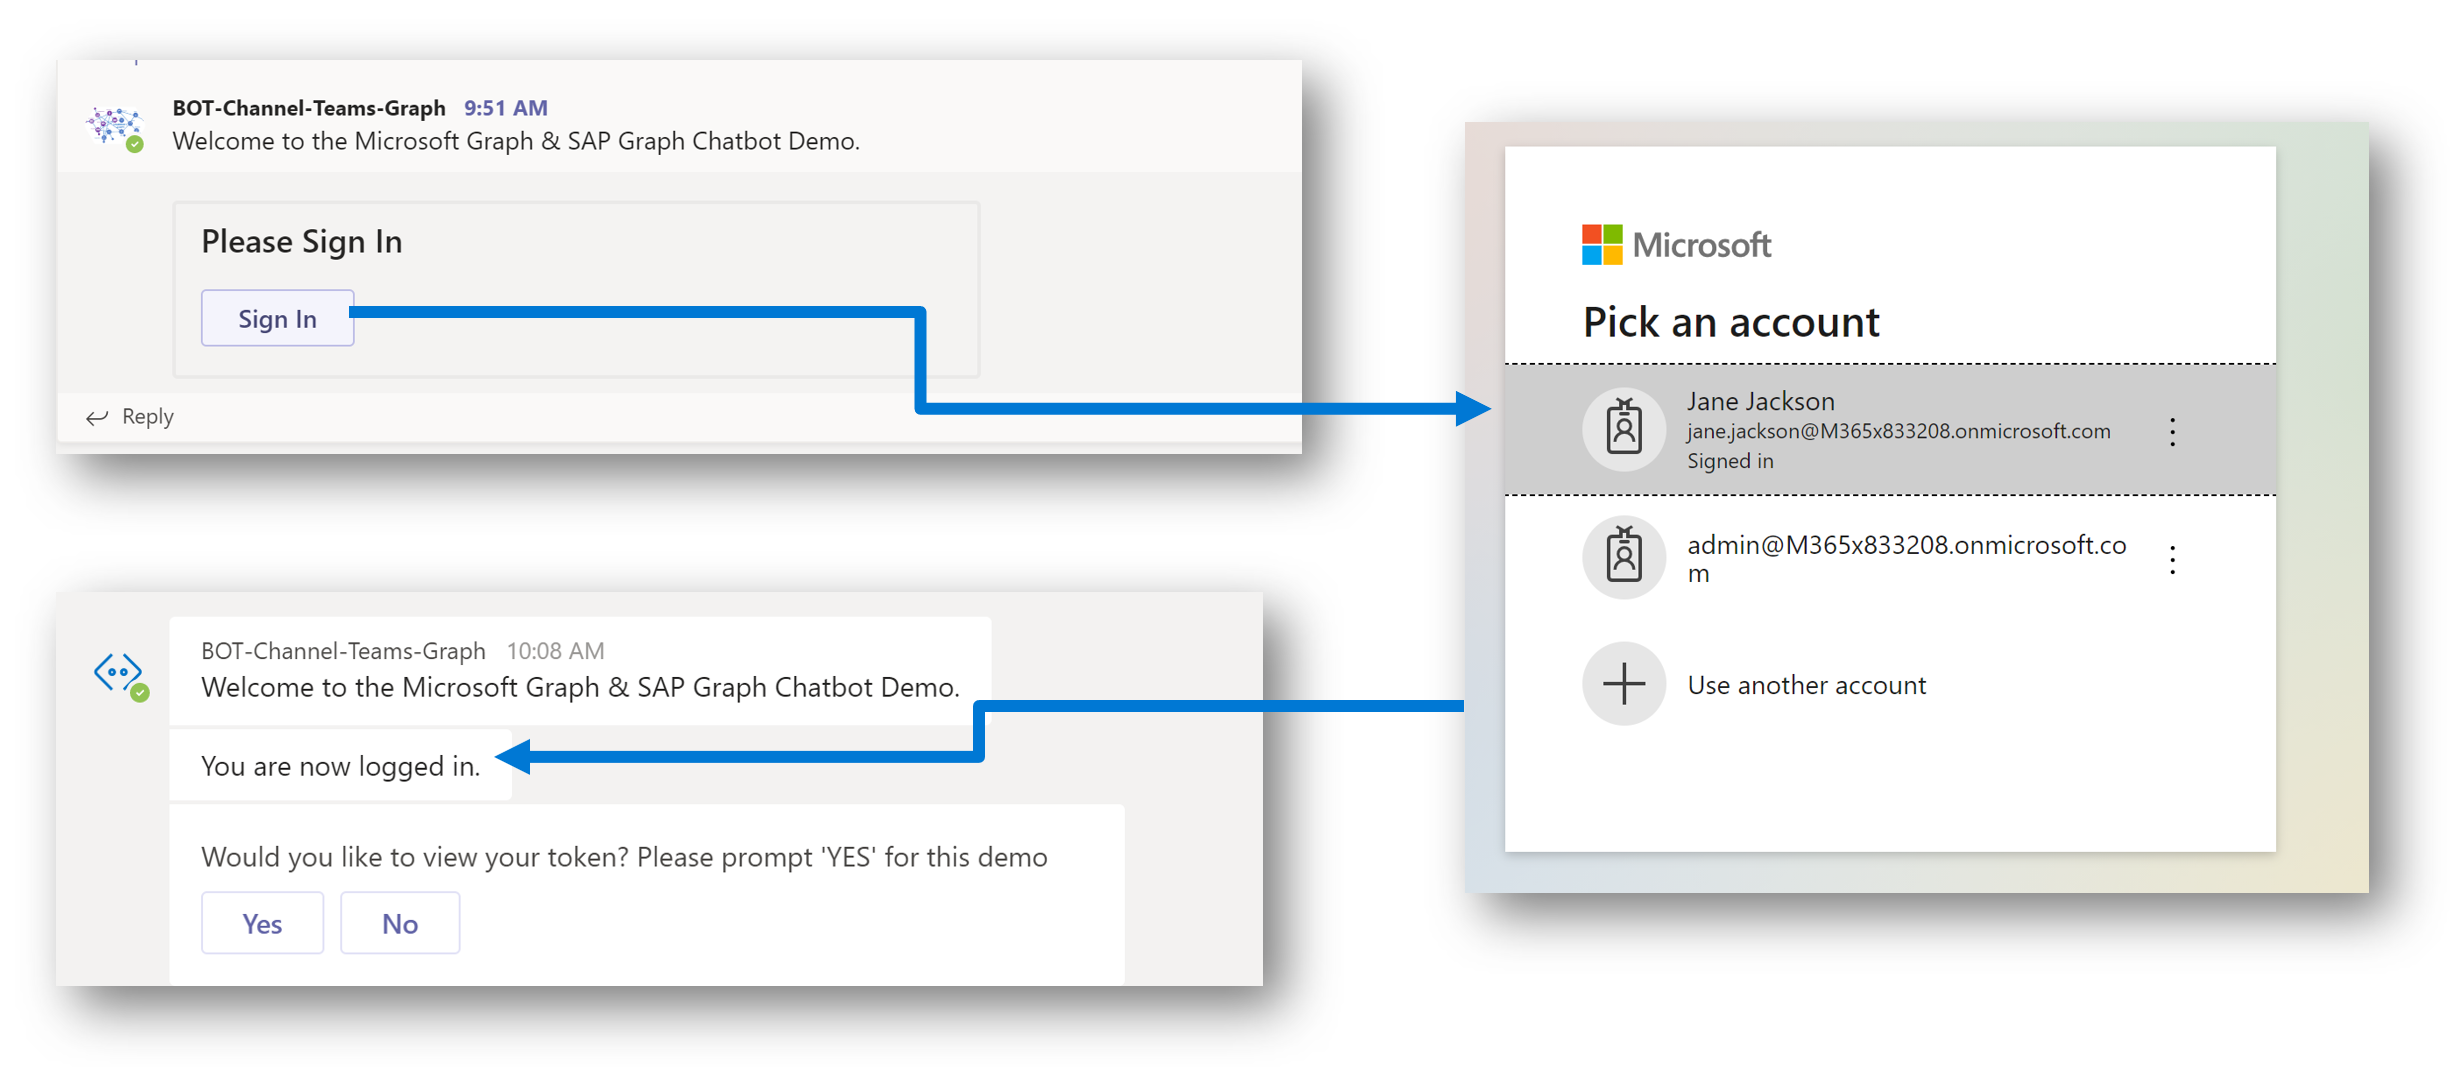 BOT-Channel-Teams-Graph 9:51 AM
Welcome to the Microsoft Graph & SAP Graph Chatbot Demo.
Please Sign In
Sign In
Reply
Microsoft
Pick an account
Jane Jackson
jane.jackson@M365x833208.onmicrosoft.com
Signed in
admin@M365x833208.onmicrosoft.co
m
Use another account
BOT-Channel-Teams-Graph 10:08 AM
Welcome to the Microsoft Graph & SAP Graph Chatbot Demo.
You are now logged in.
Would you like to view your token? Please prompt 'YES' for this demo
Yes No